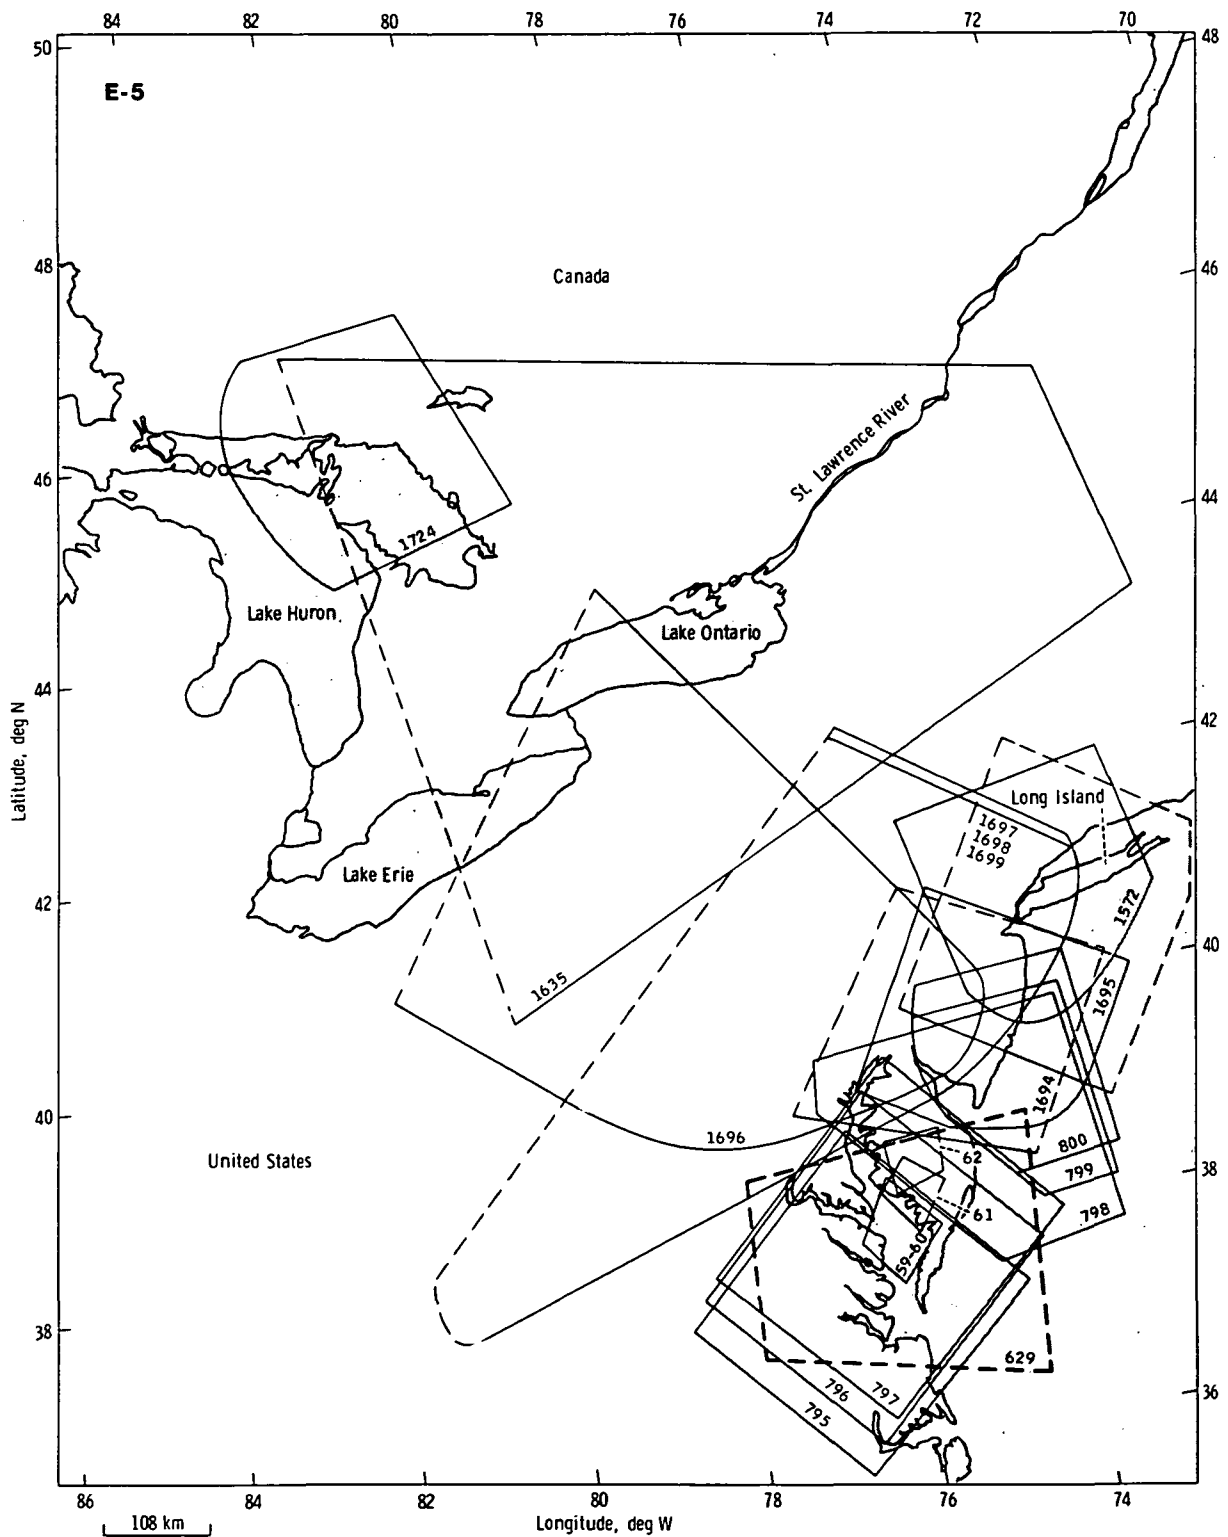 84 82 80 78 76 74 72 70
50
48
E-5
48
46
Canada
St. Lawrence River
46
44
1724
Lake Huron
Lake Ontario
44
42
Latitude, deg N
Long Island
1697
1698
1699
Lake Erie
42
40
1572
1635
1695
1694
40
38
1696
800
62
799
United States
61
798
59-60
38
36
629
797
796
795
86 84 82 80 78 76 74
108 km
Longitude, deg W